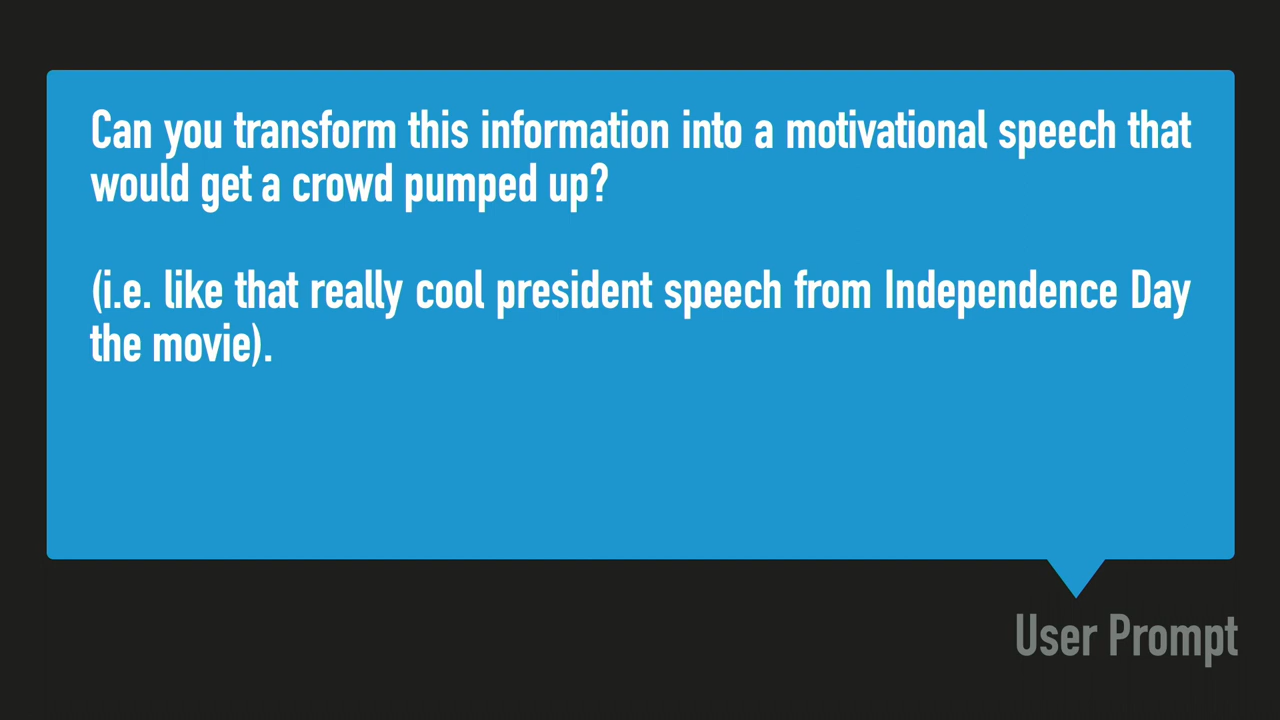 Can you transform this information into a motivational speech that
would get a crowd pumped up?
(i.e. like that really cool president speech from Independence Day
the movie).
User Prompt